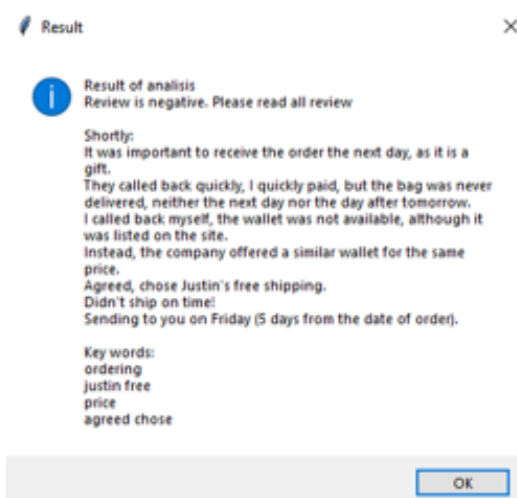 Result
Result of analisis
Review is negative. Please read all review
Shortly:
It was important to receive the order the next day, as it is a
gift.
They called back quickly, I quickly paid, but the bag was never
delivered, neither the next day nor the day after tomorrow.
I called back myself, the wallet was not available, although it
was listed on the site.
Instead, the company offered a similar wallet for the same
price.
Agreed, chose Justin's free shipping.
Didn't ship on time!
Sending to you on Friday (5 days from the date of order).
Key words:
ordering
justin free
price
agreed chose
OK